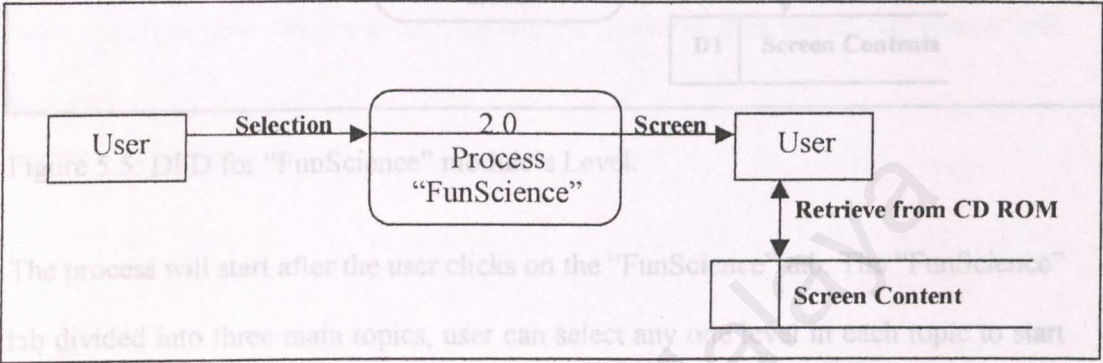 D1 Screen Contents
User
Selection
2.0
Process
"FunScience"
Screen
User
Retrieve from CD ROM
Screen Content
Figure 5.5: DFD for "FunScience" Level.
The process will start after the user clicks on the "FunScience" tab. The "FunScience"
tab divided into three main topics, user can select any one level in each topic to start
alaya